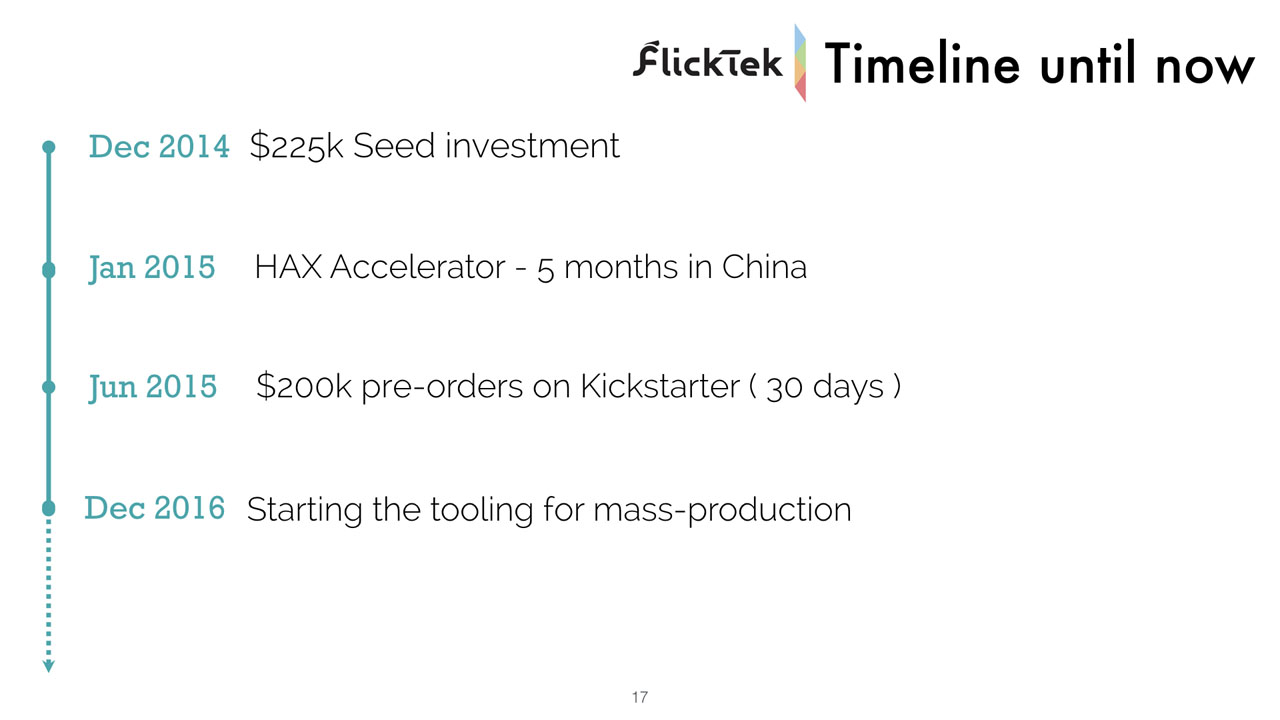 FlickTek Timeline until now
Dec 2014 $225k Seed investment
Jan 2015 HAX Accelerator - 5 months in China
Jun 2015 $200k pre-orders on Kickstarter ( 30 days )
Dec 2016 Starting the tooling for mass-production
17